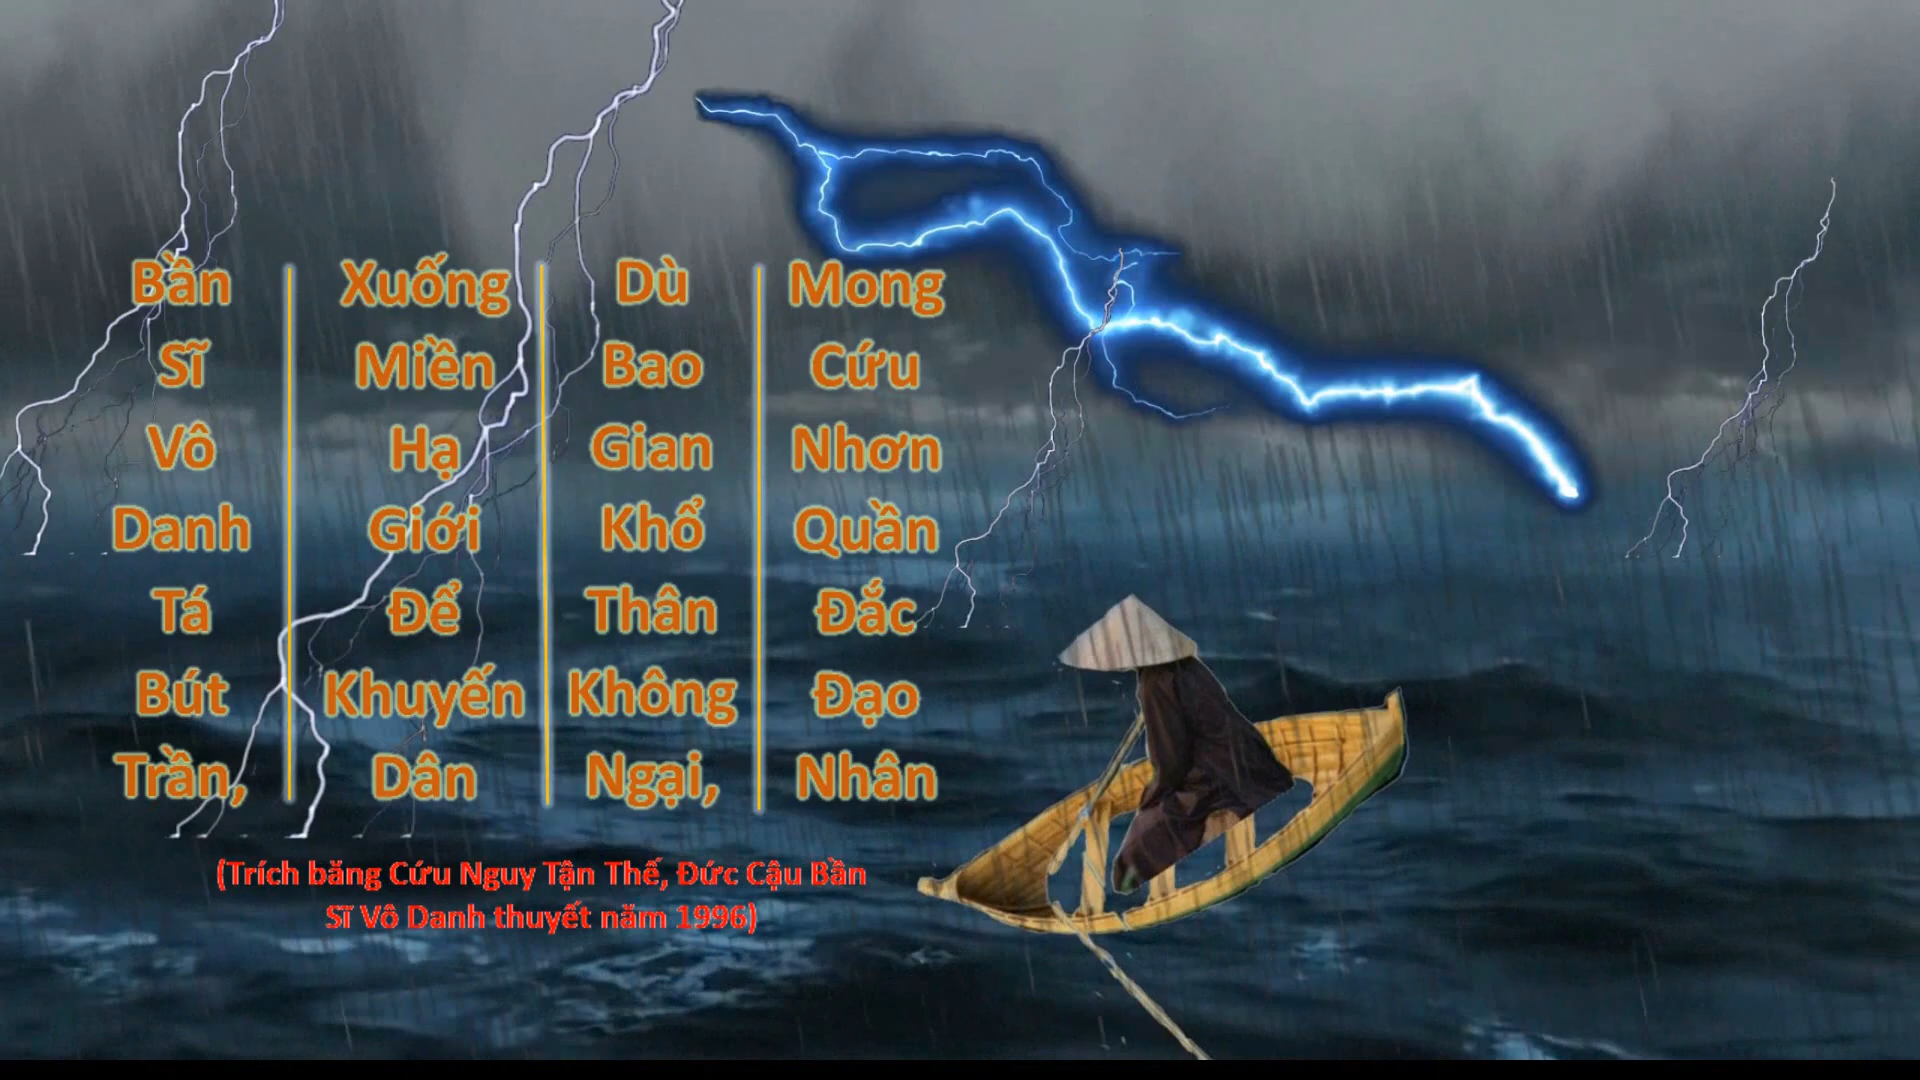 Bần Sĩ Vô Danh Tá Bút Trần,
Xuống Miền Hạ Giới Để Khuyến Dân
Dù Bao Gian Khổ Thân Không Ngại,
Mong Cứu Nhơn Quần Đắc Đạo Nhân
(Trích băng Cứu Nguy Tận Thế, Đức Cậu Bần
Sĩ Vô Danh thuyết năm 1996)